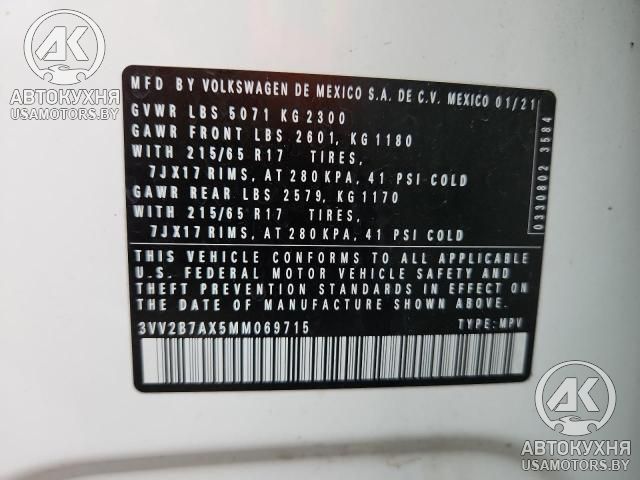 AK
АВТОКУХНЯ
USAMOTORS.BY
MFD BY VOLKSWAGEN DE MEXICO S.A. DE C.V. MEXICO 01/21
GVWR LBS 5071 KG 2300
GAWR FRONT LBS 2601, KG 1180
WITH 215/65 R17 TIRES,
7JX17 RIMS, AT 280 KPA, 41 PSI COLD
GAWR REAR LBS 2579, KG 1170
WITH 215/65 R17 TIRES,
7JX17 RIMS, AT 280 KPA, 41 PSI COLD
0330802 3584
THIS VEHICLE CONFORMS TO ALL APPLICABLE
U.S. FEDERAL MOTOR VEHICLE SAFETY AND
THEFT PREVENTION STANDARDS IN EFFECT ON
THE DATE OF MANUFACTURE SHOWN ABOVE.
3VV2B7AX5MM069715 TYPE: MPV
AK
АВТОКУХНЯ
USAMOTORS.BY